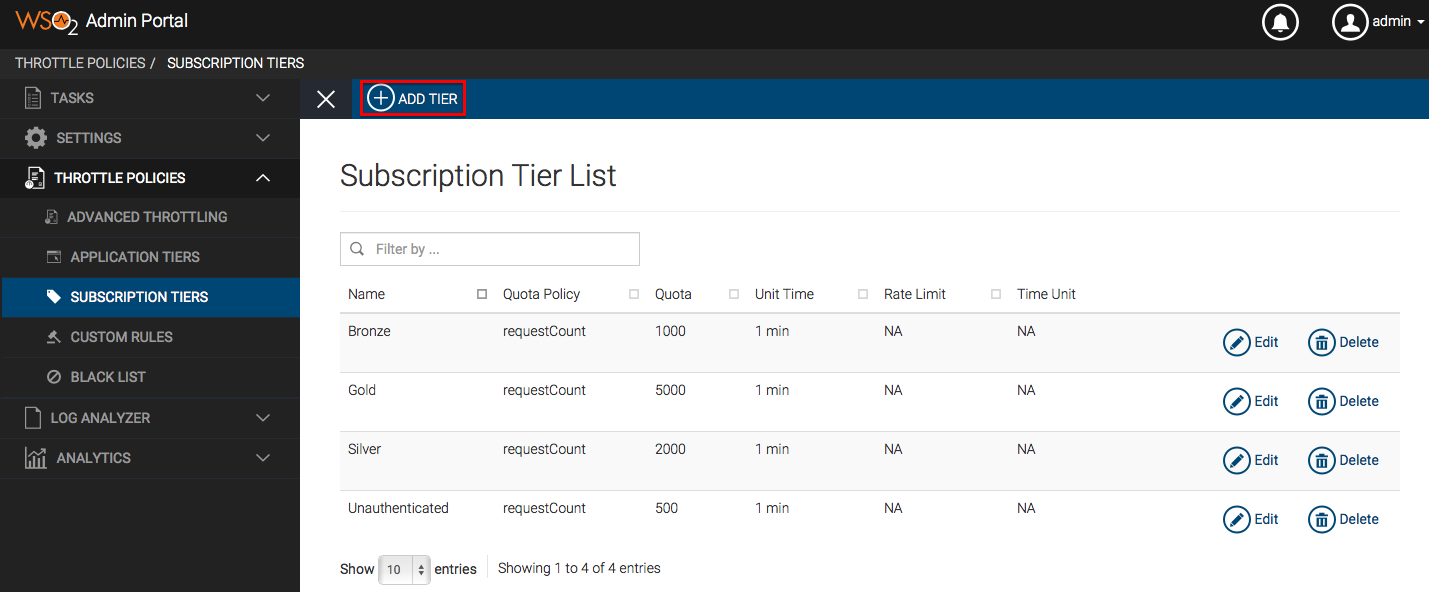 WSO2 Admin Portal
admin
THROTTLE POLICIES / SUBSCRIPTION TIERS
TASKS
SETTINGS
THROTTLE POLICIES
ADVANCED THROTTLING
APPLICATION TIERS
SUBSCRIPTION TIERS
CUSTOM RULES
BLACK LIST
LOG ANALYZER
ANALYTICS
ADD TIER
Subscription Tier List
Filter by ...
Name Quota Policy Quota Unit Time Rate Limit Time Unit
Bronze requestCount 1000 1 min NA NA Edit Delete
Gold requestCount 5000 1 min NA NA Edit Delete
Silver requestCount 2000 1 min NA NA Edit Delete
Unauthenticated requestCount 500 1 min NA NA Edit Delete
Show 10 entries Showing 1 to 4 of 4 entries